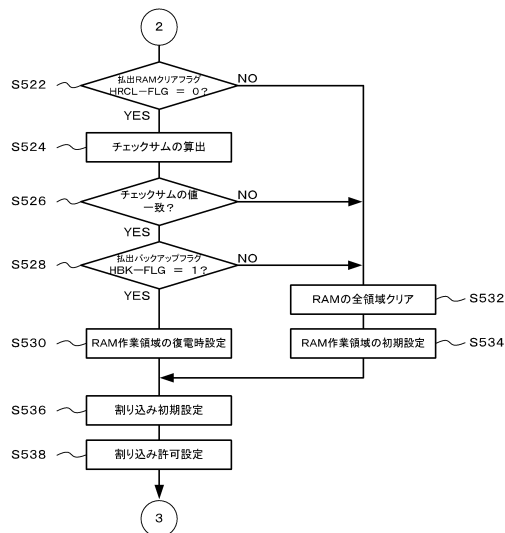 2
S522
払出RAMクリアフラグ
HRCL－FLG ＝ 0?
NO
YES
S524
チェックサムの算出
S526
チェックサムの値
一致？
NO
YES
S528
払出バックアップフラグ
HBK－FLG ＝ 1?
NO
YES
RAMの全領域クリア
S532
S530
RAM作業領域の復電時設定
RAM作業領域の初期設定
S534
S536
割り込み初期設定
S538
割り込み許可設定
3